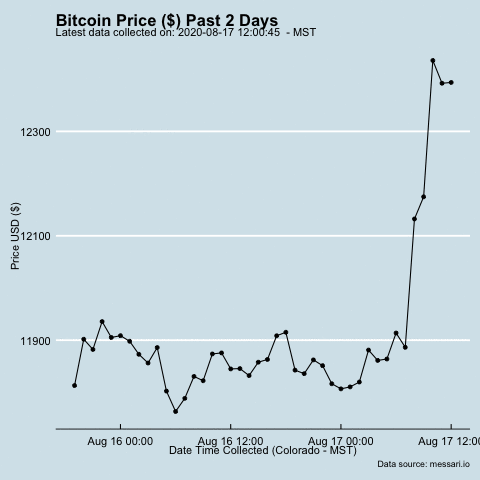 Bitcoin Price ($) Past 2 Days
Latest data collected on: 2020-08-17 12:00:45 - MST
12300
12100
11900
Price USD ($)
Aug 16 00:00 Aug 16 12:00 Aug 17 00:00 Aug 17 12:00
Date Time Collected (Colorado - MST)
Data source: messari.io